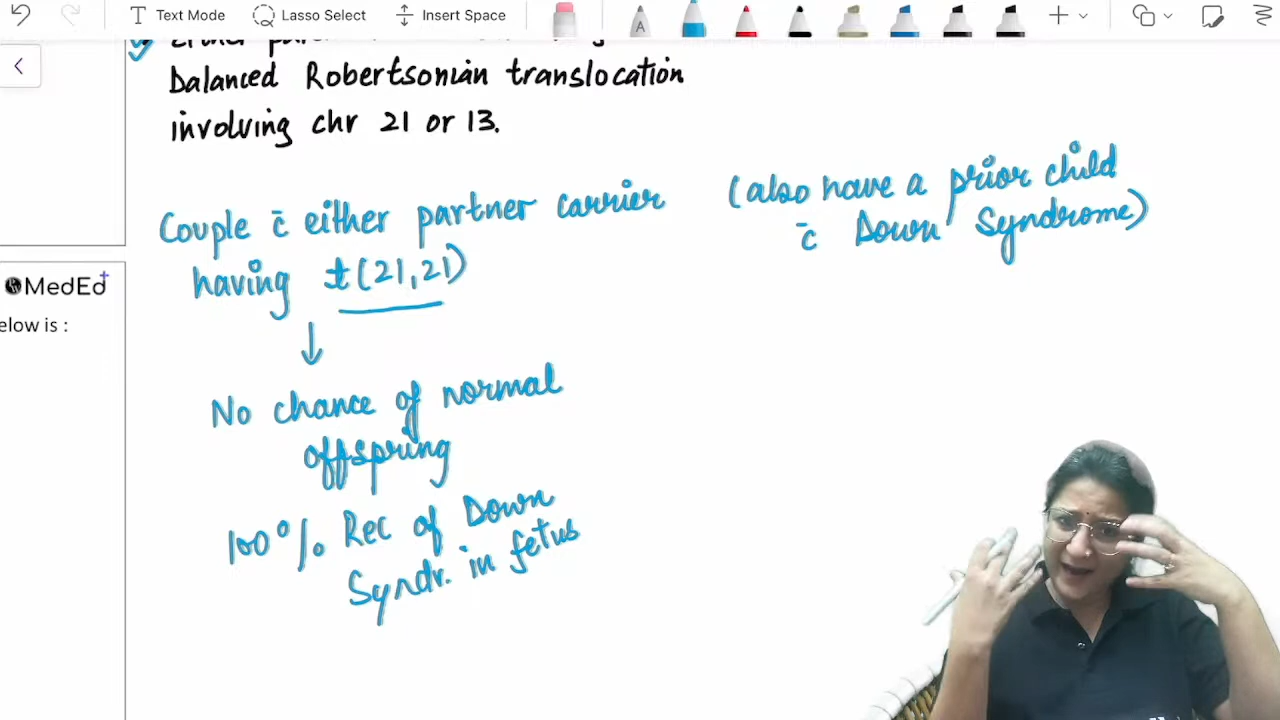 Text Mode
Lasso Select
Insert Space
A
Either
Balanced Robertsonian translocation
involving chr 21 or 13.
Couple c̄ either partner carrier
having t(21,21)
(also have a prior child
c̄ Down Syndrome)
↓
No chance of normal
offspring
100% Rec of Down
Syndr. in fetus
MedEd
elow is :